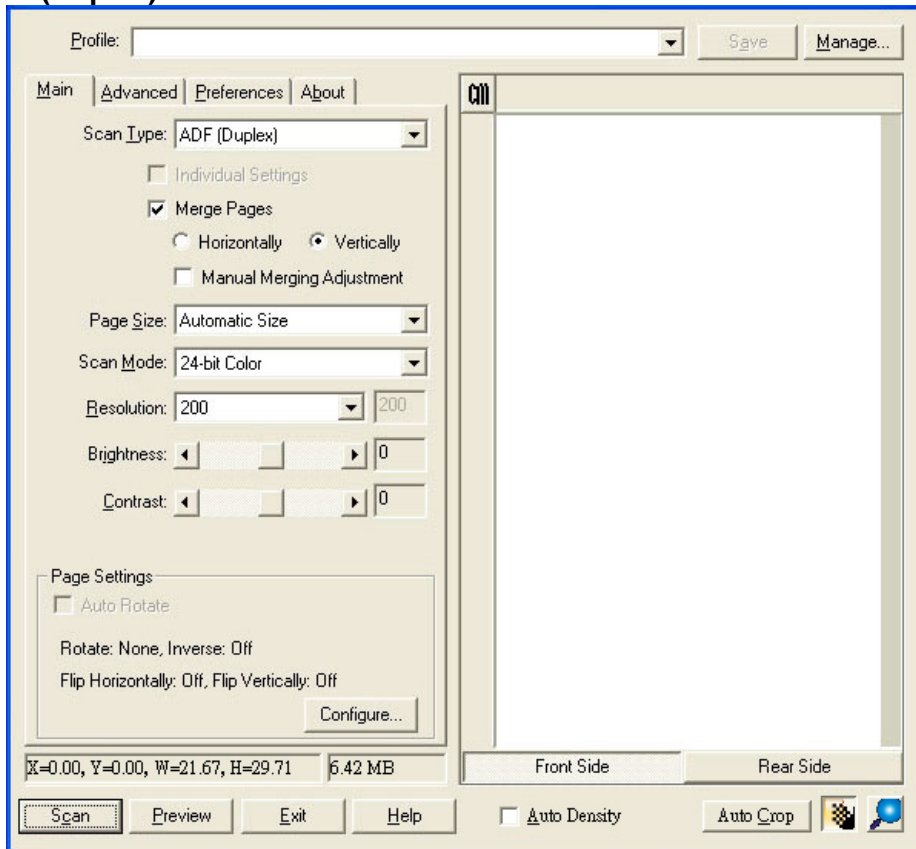 Profile:
Save
Manage...
Main Advanced Preferences About
Scan Type: ADF (Duplex)
Individual Settings
Merge Pages
Horizontally Vertically
Manual Merging Adjustment
Page Size: Automatic Size
Scan Mode: 24-bit Color
Resolution: 200 200
Brightness: 0
Contrast: 0
Page Settings
Auto Rotate
Rotate: None, Inverse: Off
Flip Horizontally: Off, Flip Vertically: Off
Configure...
X=0.00, Y=0.00, W=21.67, H=29.71 6.42 MB
cm
Front Side Rear Side
Scan Preview Exit Help Auto Density Auto Crop